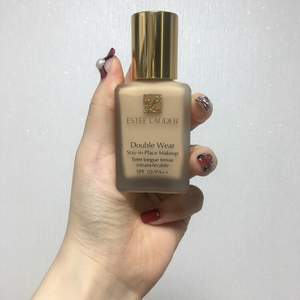 ESTĒE LAUDER
Double Wear
Stay-in-Place Makeup
Teint longue tenue
intransférable
SPF 10/PA++